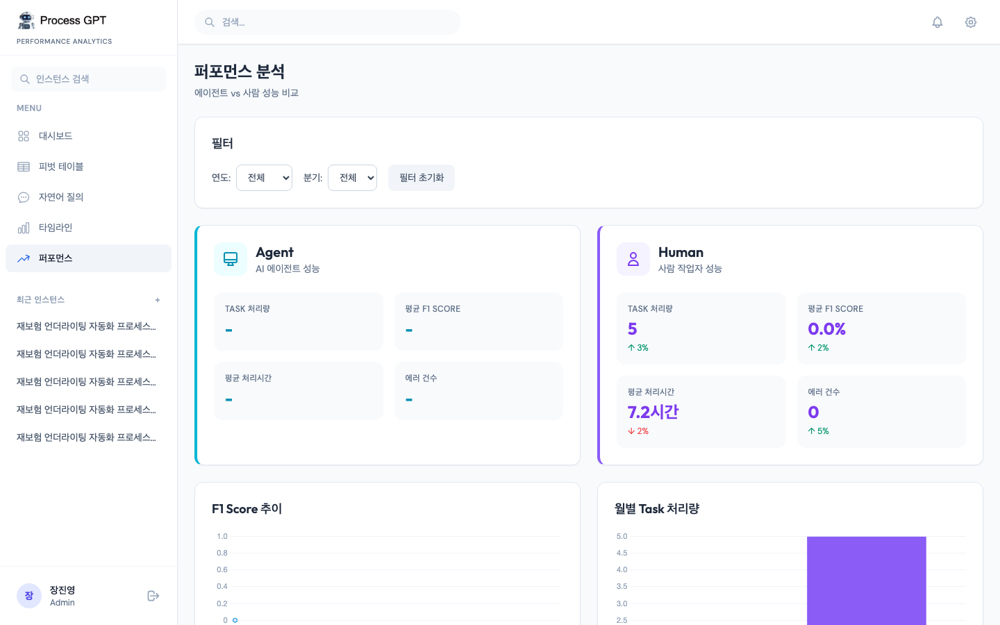 Process GPT
PERFORMANCE ANALYTICS
인스턴스 검색
MENU
대시보드
피벗 테이블
자연어 질의
타임라인
퍼포먼스
최근 인스턴스 +
재보험 언더라이팅 자동화 프로세스...
재보험 언더라이팅 자동화 프로세스...
재보험 언더라이팅 자동화 프로세스...
재보험 언더라이팅 자동화 프로세스...
재보험 언더라이팅 자동화 프로세스...
장
장진영
Admin
검색...
퍼포먼스 분석
에이전트 vs 사람 성능 비교
필터
연도: 전체 분기: 전체 필터 초기화
Agent
AI 에이전트 성능
TASK 처리량
-
평균 F1 SCORE
-
평균 처리시간
-
에러 건수
-
Human
사람 작업자 성능
TASK 처리량
5
↑ 3%
평균 F1 SCORE
0.0%
↑ 2%
평균 처리시간
7.2시간
↓ 2%
에러 건수
0
↑ 5%
F1 Score 추이
1.0
0.8
0.6
0.4
0.2
0
월별 Task 처리량
5.0
4.5
4.0
3.5
3.0
2.5